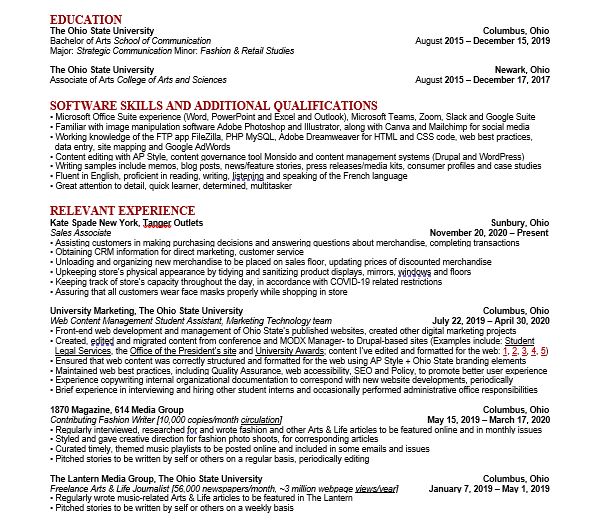 EDUCATION
The Ohio State University Columbus, Ohio
Bachelor of Arts School of Communication August 2015 – December 15, 2019
Major: Strategic Communication Minor: Fashion & Retail Studies
The Ohio State University Newark, Ohio
Associate of Arts College of Arts and Sciences August 2015 – December 17, 2017
SOFTWARE SKILLS AND ADDITIONAL QUALIFICATIONS
• Microsoft Office Suite experience (Word, PowerPoint and Excel and Outlook), Microsoft Teams, Zoom, Slack and Google Suite
• Familiar with image manipulation software Adobe Photoshop and Illustrator, along with Canva and Mailchimp for social media
• Working knowledge of the FTP app FileZilla, PHP MySQL, Adobe Dreamweaver for HTML and CSS code, web best practices,
data entry, site mapping and Google AdWords
• Content editing with AP Style, content governance tool Monsido and content management systems (Drupal and WordPress)
• Writing samples include memos, blog posts, news/feature stories, press releases/media kits, consumer profiles and case studies
• Fluent in English, proficient in reading, writing, listening and speaking of the French language
• Great attention to detail, quick learner, determined, multitasker
RELEVANT EXPERIENCE
Kate Spade New York, Tanger Outlets Sunbury, Ohio
Sales Associate November 20, 2020 – Present
• Assisting customers in making purchasing decisions and answering questions about merchandise, completing transactions
• Obtaining CRM information for direct marketing, customer service
• Unloading and organizing new merchandise to be placed on sales floor, updating prices of discounted merchandise
• Upkeeping store's physical appearance by tidying and sanitizing product displays, mirrors, windows and floors
• Keeping track of store's capacity throughout the day, in accordance with COVID-19 related restrictions
• Assuring that all customers wear face masks properly while shopping in store
University Marketing, The Ohio State University Columbus, Ohio
Web Content Management Student Assistant, Marketing Technology team July 22, 2019 – April 30, 2020
• Front-end web development and management of Ohio State's published websites, created other digital marketing projects
• Created, edited and migrated content from conference and MODX Manager- to Drupal-based sites (Examples include: Student
Legal Services, the Office of the President's site and University Awards; content I've edited and formatted for the web: 1, 2, 3, 4, 5)
• Ensured that web content was correctly structured and formatted for the web using AP Style + Ohio State branding elements
• Maintained web best practices, including Quality Assurance, web accessibility, SEO and Policy, to promote better user experience
• Experience copywriting internal organizational documentation to correspond with new website developments, periodically
• Brief experience in interviewing and hiring other student interns and occasionally performed administrative office responsibilities
1870 Magazine, 614 Media Group Columbus, Ohio
Contributing Fashion Writer [10,000 copies/month circulation] May 15, 2019 – March 17, 2020
• Regularly interviewed, researched for and wrote fashion and other Arts & Life articles to be featured online and in monthly issues
• Styled and gave creative direction for fashion photo shoots, for corresponding articles
• Curated timely, themed music playlists to be posted online and included in some emails and issues
• Pitched stories to be written by self or others on a regular basis, periodically editing
The Lantern Media Group, The Ohio State University Columbus, Ohio
Freelance Arts & Life Journalist [56,000 newspapers/month, ~3 million webpage views/year] January 7, 2019 – May 1, 2019
• Regularly wrote music-related Arts & Life articles to be featured in The Lantern
• Pitched stories to be written by self or others on a weekly basis